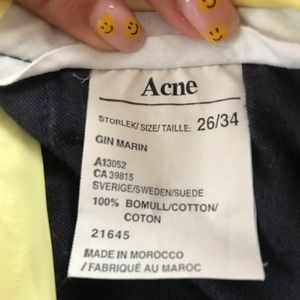 Acne
STORLEK/SIZE/TAILLE: 26/34
GIN MARIN
A13052
CA 39815
SVERIGE/SWEDEN/SUEDE
100% BOMULL/COTTON/
COTON
21645
MADE IN MOROCCO
/ FABRIQUÉ AU MAROC